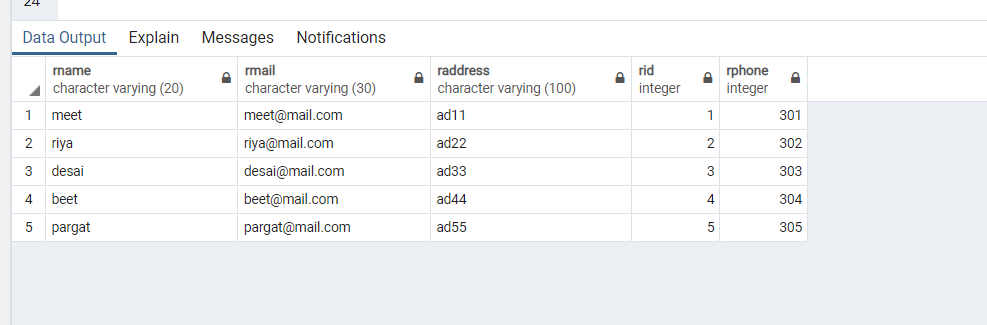 24
Data Output Explain Messages Notifications
rname rmail raddress rid rphone
character varying (20) character varying (30) character varying (100) integer integer
1 meet meet@mail.com ad11 1 301
2 riya riya@mail.com ad22 2 302
3 desai desai@mail.com ad33 3 303
4 beet beet@mail.com ad44 4 304
5 pargat pargat@mail.com ad55 5 305